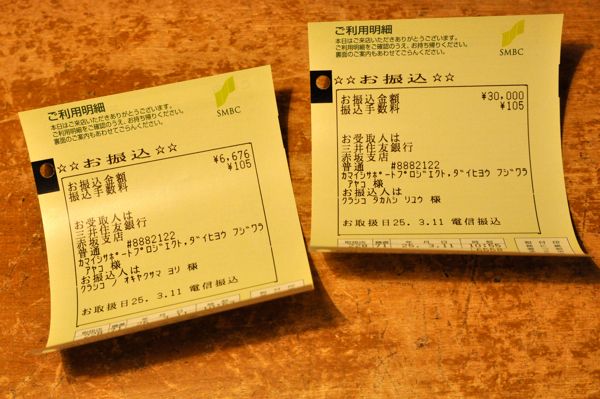 ご利用明細
本日はご来店いただきありがとうございます。
ご利用明細をご確認のうえ、お持ち帰りください。
裏面のご案内もあわせてごらんください。
SMBC
☆☆お振込☆☆
お振込金額 ¥6,676
振込手数料 ¥105
お受取人は
三井住友銀行
赤坂支店
普通 #8882122
カマイシサポートプロジェクト,ダイヒヨウ フジワラ
アヤコ 様
お振込人は
クラシコ ノ オキヤクサマ ヨリ 様
お取扱日25. 3.11 電信振込
ご利用明細
本日はご来店いただきありがとうございます。
ご利用明細をご確認のうえ、お持ち帰りください。
裏面のご案内もあわせてごらんください。
SMBC
☆☆お振込☆☆
お振込金額 ¥30,000
振込手数料 ¥105
お受取人は
三井住友銀行
赤坂支店
普通 #8882122
カマイシサポートプロジェクト,ダイヒヨウ フジワラ
アヤコ 様
お振込人は
クラシコ タカハシ リユウ 様
お取扱日25. 3.11 電信振込